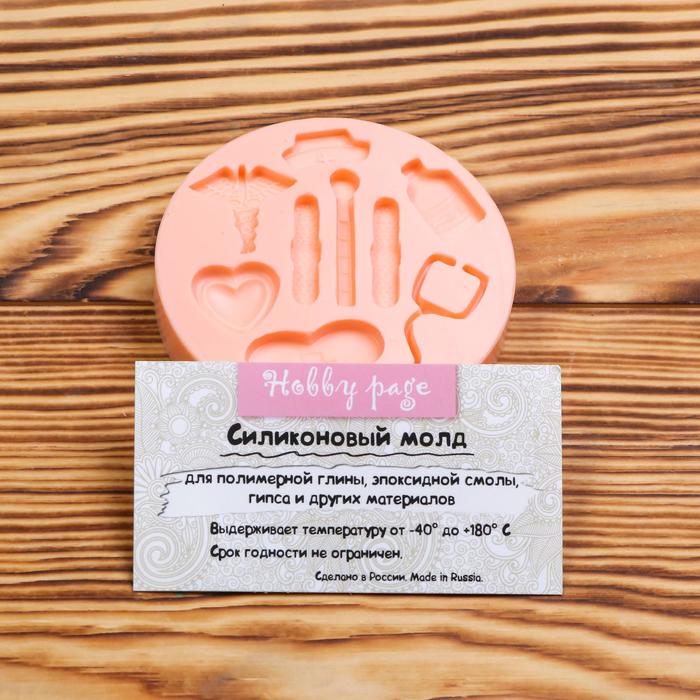 Hobby page
Силиконовый молд
для полимерной глины, эпоксидной смолы,
гипса и других материалов
Выдерживает температуру от -40° до +180° С
Срок годности не ограничен.
Сделано в России. Made in Russia.